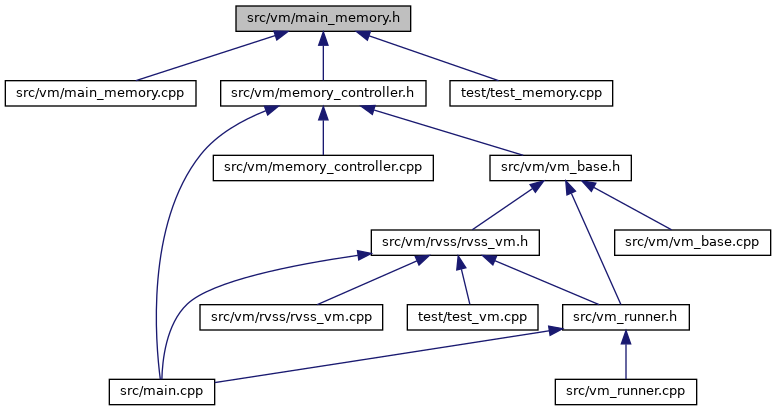 src/vm/main_memory.h
src/vm/main_memory.cpp
src/vm/memory_controller.h
test/test_memory.cpp
src/vm/memory_controller.cpp
src/vm/vm_base.h
src/vm/rvss/rvss_vm.h
src/vm/vm_base.cpp
src/vm/rvss/rvss_vm.cpp
test/test_vm.cpp
src/vm_runner.h
src/main.cpp
src/vm_runner.cpp